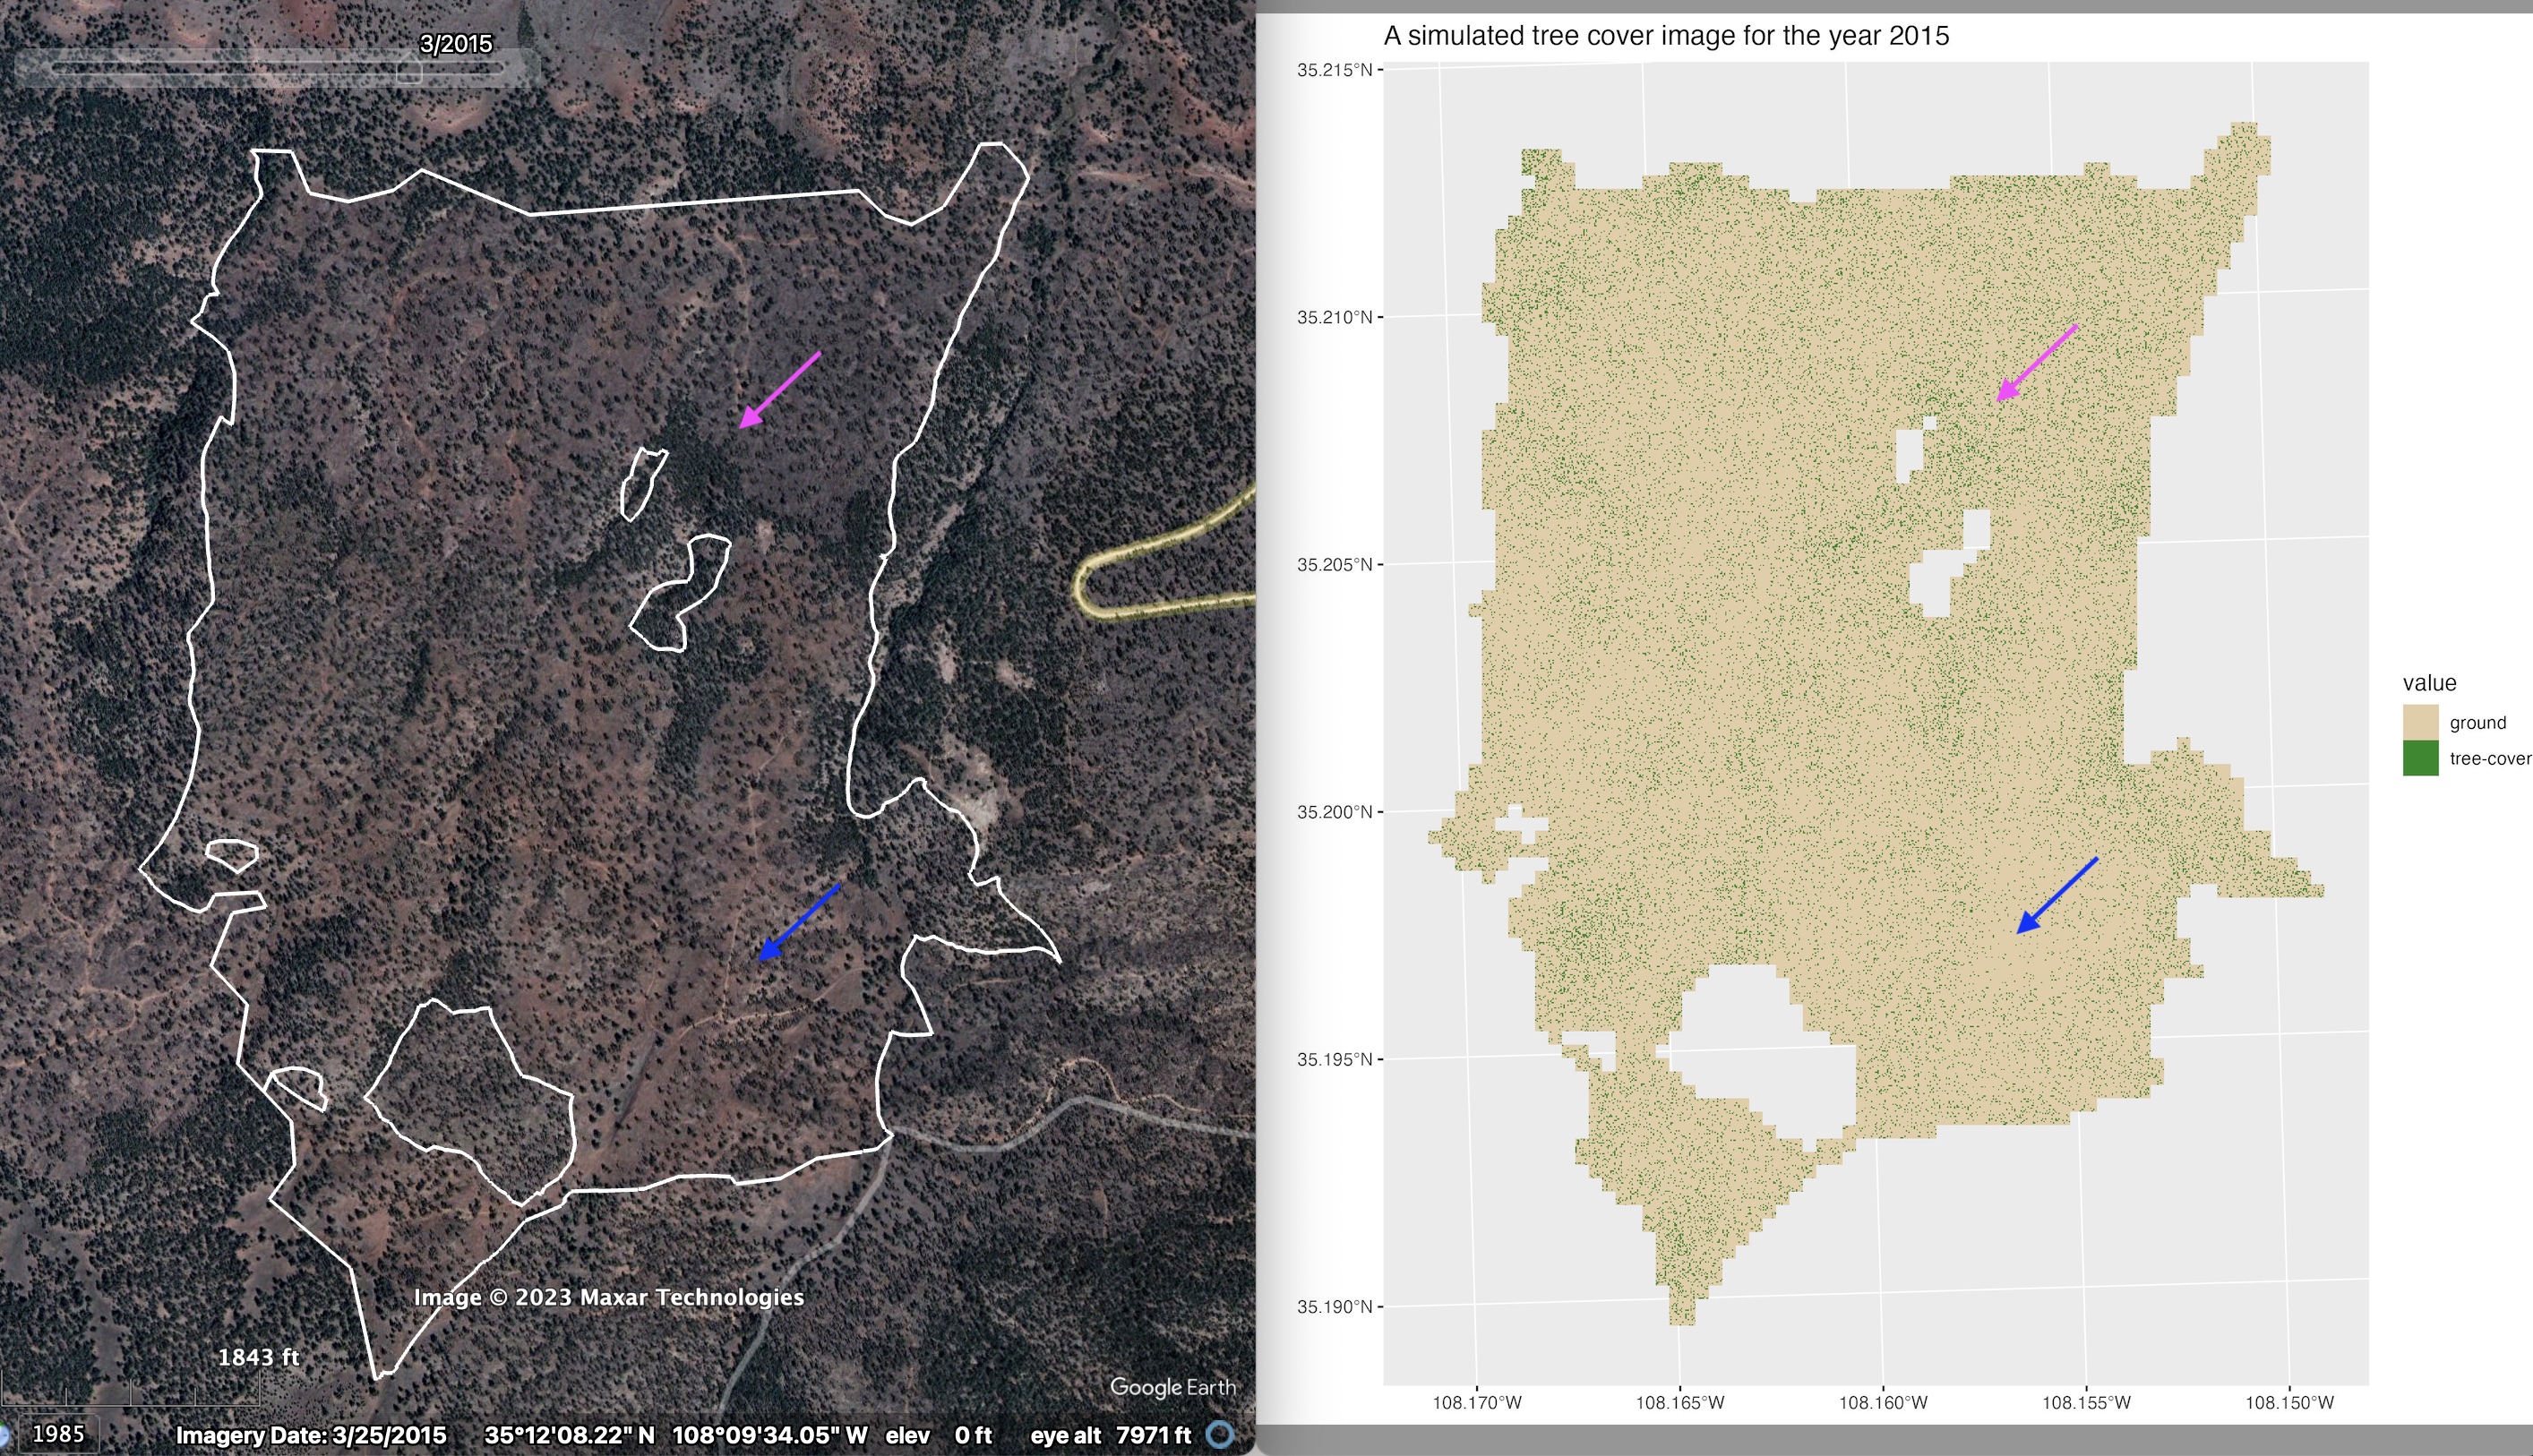 3/2015
Image © 2023 Maxar Technologies
1843 ft
Google Earth
1985
Imagery Date: 3/25/2015 35°12'08.22" N 108°09'34.05" W elev 0 ft eye alt 7971 ft
A simulated tree cover image for the year 2015
35.215°N
35.210°N
35.205°N
35.200°N
35.195°N
35.190°N
108.170°W 108.165°W 108.160°W 108.155°W 108.150°W
value
ground
tree-cover